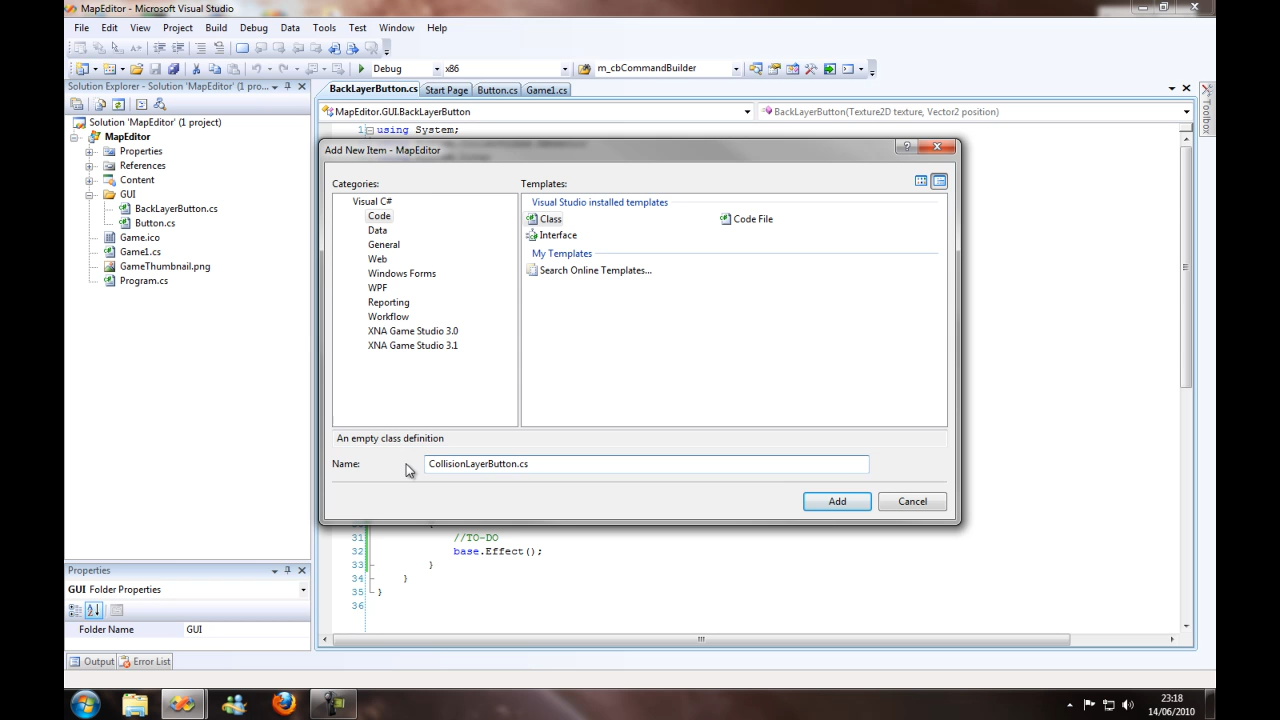 MapEditor - Microsoft Visual Studio
File Edit View Project Build Debug Data Tools Test Window Help
Debug x86 m_cbCommandBuilder
Solution Explorer - Solution 'MapEditor' (1 pro...
BackLayerButton.cs Start Page Button.cs Game1.cs
MapEditor.GUI.BackLayerButton BackLayerButton(Texture2D texture, Vector2 position)
Toolbox
Solution 'MapEditor' (1 project)
MapEditor
Properties
References
Content
GUI
BackLayerButton.cs
Button.cs
Game.ico
Game1.cs
GameThumbnail.png
Program.cs
1 using System;
Add New Item - MapEditor
Categories: Templates:
Visual C#
Code
Data
General
Web
Windows Forms
WPF
Reporting
Workflow
XNA Game Studio 3.0
XNA Game Studio 3.1
Visual Studio installed templates
Class Code File
Interface
My Templates
Search Online Templates...
An empty class definition
Name: CollisionLayerButton.cs
Add Cancel
31 //TO-DO
32 base.Effect();
33 }
34 }
35 }
36
Properties
GUI Folder Properties
Folder Name GUI
Output Error List
23:18
14/06/2010